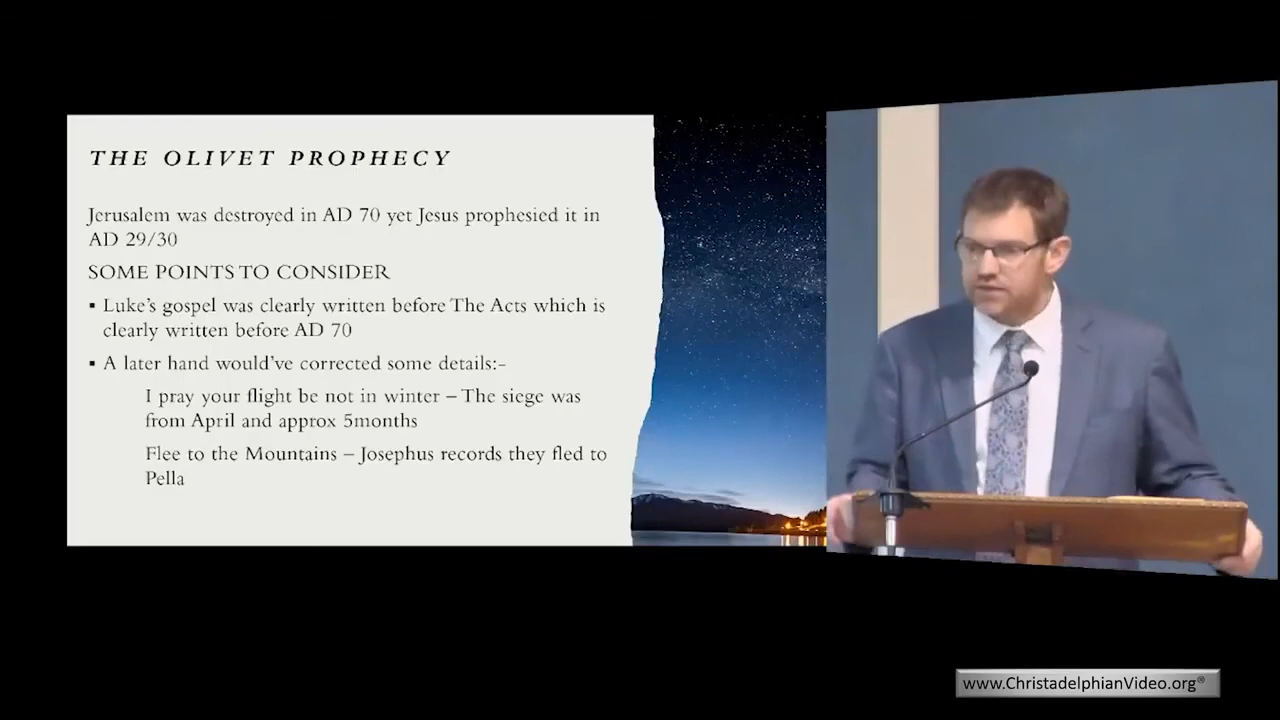 THE OLIVET PROPHECY
Jerusalem was destroyed in AD 70 yet Jesus prophesied it in
AD 29/30
SOME POINTS TO CONSIDER
▪ Luke's gospel was clearly written before The Acts which is
clearly written before AD 70
▪ A later hand would've corrected some details:-
I pray your flight be not in winter – The siege was
from April and approx 5months
Flee to the Mountains – Josephus records they fled to
Pella
www.ChristadelphianVideo.org®